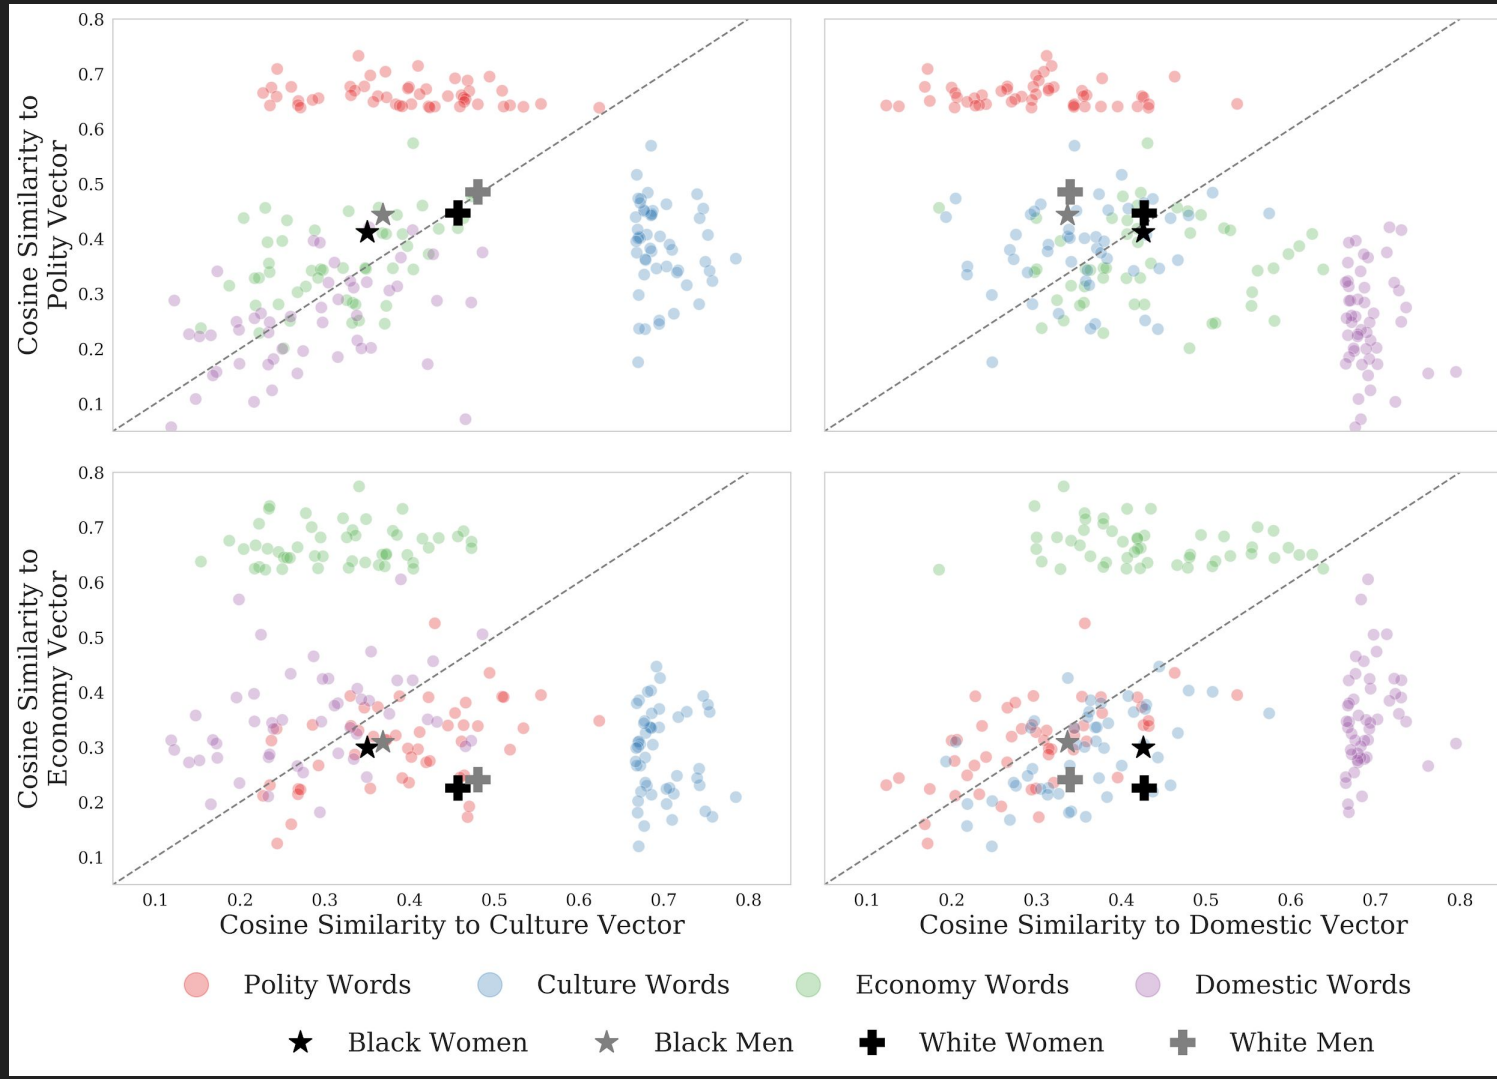 Cosine Similarity to
Polity Vector
0.8
0.7
0.6
0.5
0.4
0.3
0.2
0.1
Cosine Similarity to
Economy Vector
0.8
0.7
0.6
0.5
0.4
0.3
0.2
0.1
0.1 0.2 0.3 0.4 0.5 0.6 0.7 0.8
0.1 0.2 0.3 0.4 0.5 0.6 0.7 0.8
Cosine Similarity to Culture Vector
Cosine Similarity to Domestic Vector
Polity Words Culture Words Economy Words Domestic Words
Black Women Black Men White Women White Men